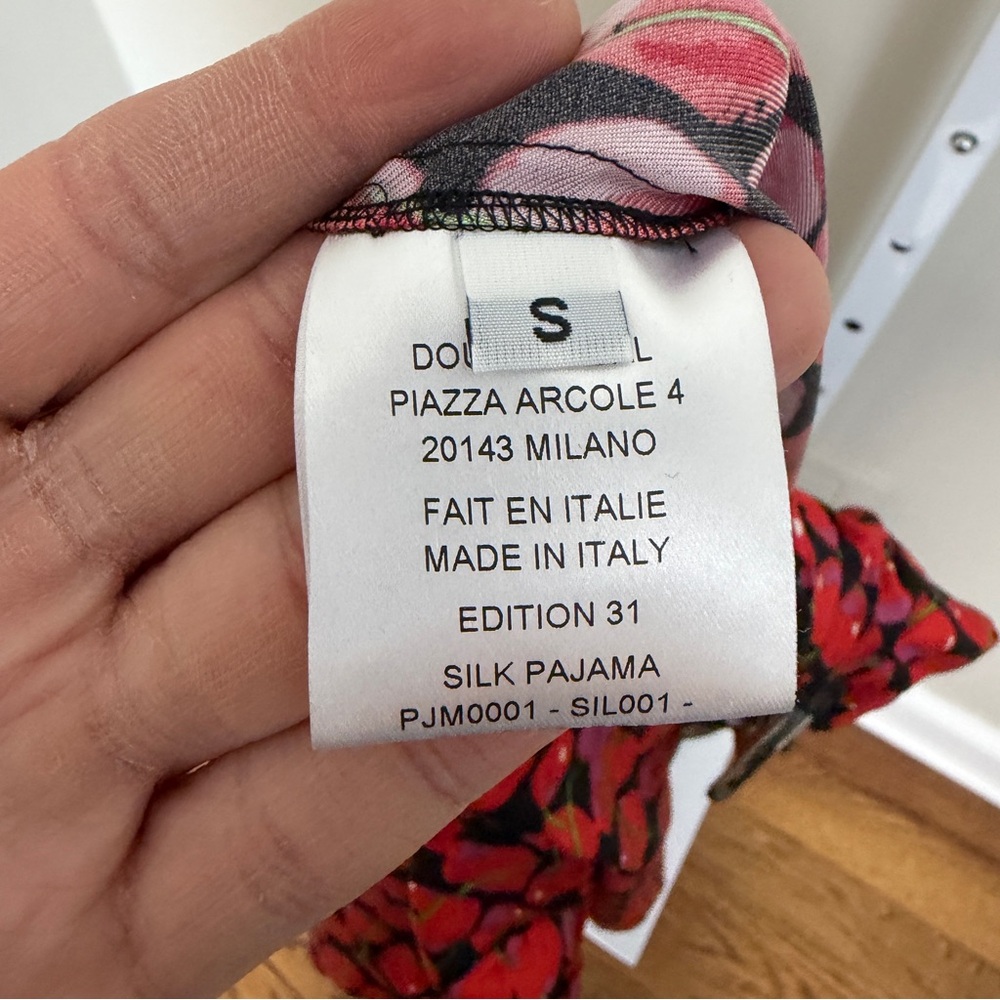 S
PIAZZA ARCOLE 4
20143 MILANO
FAIT EN ITALIE
MADE IN ITALY
EDITION 31
SILK PAJAMA
PJM0001 - SIL001 -